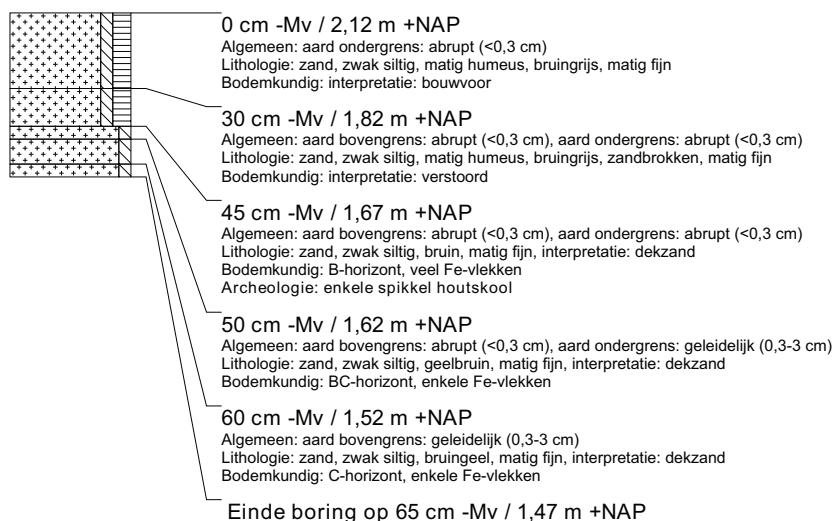 0 cm -Mv / 2,12 m +NAP
Algemeen: aard ondergrens: abrupt (<0,3 cm)
Lithologie: zand, zwak siltig, matig humeus, bruingrijs, matig fijn
Bodemkundig: interpretatie: bouwvoor
30 cm -Mv / 1,82 m +NAP
Algemeen: aard bovengrens: abrupt (<0,3 cm), aard ondergrens: abrupt (<0,3 cm)
Lithologie: zand, zwak siltig, matig humeus, bruingrijs, zandbrokken, matig fijn
Bodemkundig: interpretatie: verstoord
45 cm -Mv / 1,67 m +NAP
Algemeen: aard bovengrens: abrupt (<0,3 cm), aard ondergrens: abrupt (<0,3 cm)
Lithologie: zand, zwak siltig, bruin, matig fijn, interpretatie: dekzand
Bodemkundig: B-horizont, veel Fe-vlekken
Archeologie: enkele spikkel houtskool
50 cm -Mv / 1,62 m +NAP
Algemeen: aard bovengrens: abrupt (<0,3 cm), aard ondergrens: geleidelijk (0,3-3 cm)
Lithologie: zand, zwak siltig, geelbruin, matig fijn, interpretatie: dekzand
Bodemkundig: BC-horizont, enkele Fe-vlekken
60 cm -Mv / 1,52 m +NAP
Algemeen: aard bovengrens: geleidelijk (0,3-3 cm)
Lithologie: zand, zwak siltig, bruingeel, matig fijn, interpretatie: dekzand
Bodemkundig: C-horizont, enkele Fe-vlekken
Einde boring op 65 cm -Mv / 1,47 m +NAP